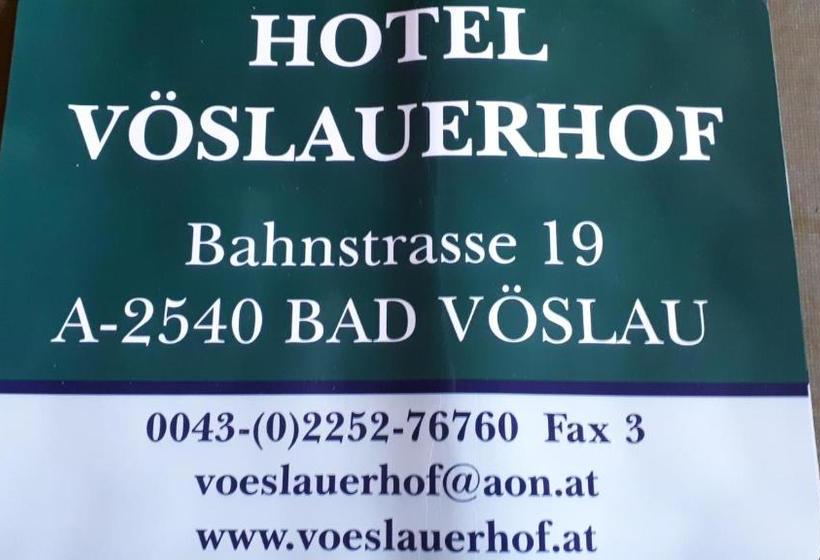 HOTEL
VÖSLAUERHOF
Bahnstrasse 19
A-2540 BAD VÖSLAU
0043-(0)2252-76760 Fax 3
voeslauerhof@aon.at
www.voeslauerhof.at